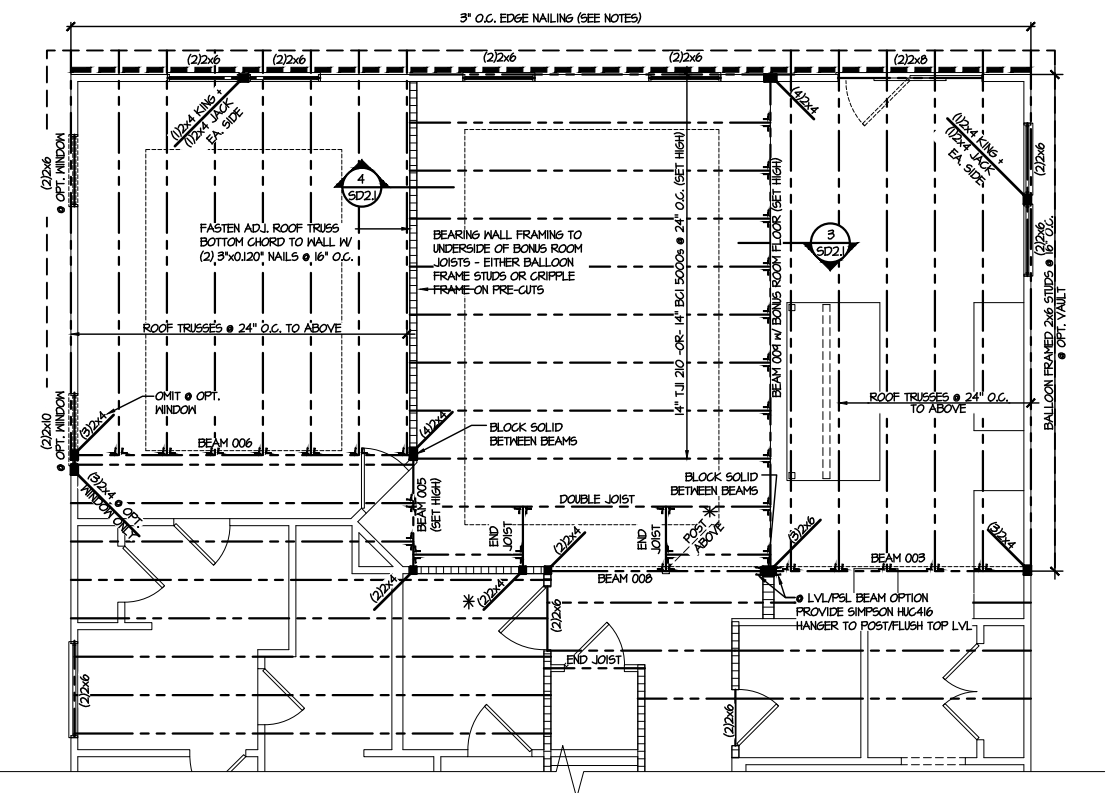 3" O.C. EDGE NAILING (SEE NOTES)
(2)2x6
(2)2x6
(2)2x6
(2)2x6
(2)2x8
(1)2x4 KING +
(1)2x4 JACK
EA. SIDE
(4)2x4
(1)2x4 KING +
(1)2x4 JACK
EA. SIDE
(2)2x6
@ OPT. WINDOW
(2)2x6
4
SD2.1
FASTEN ADJ. ROOF TRUSS
BOTTOM CHORD TO WALL W/
(2) 3"x0.120" NAILS @ 16" O.C.
BEARING WALL FRAMING TO
UNDERSIDE OF BONUS ROOM
JOISTS - EITHER BALLOON
FRAME STUDS OR CRIPPLE
FRAME ON PRE-CUTS
14" TJI 210 -OR- 14" BCI 5000s @ 24" O.C. (SET HIGH)
BEAM 009 w/ BONUS ROOM FLOOR (SET HIGH)
3
SD2.1
(2)2x6
BALLOON FRAMED 2x6 STUDS @ 16" O.C.
@ OPT. VAULT
ROOF TRUSSES @ 24" O.C. TO ABOVE
ROOF TRUSSES @ 24" O.C.
TO ABOVE
(2)2x10
@ OPT. WINDOW
OMIT @ OPT.
WINDOW
(3)2x4
(4)2x4
BLOCK SOLID
BETWEEN BEAMS
BEAM 006
(3)2x4 @ OPT.
WINDOW ONLY
BEAM 005
(SET HIGH)
BLOCK SOLID
BETWEEN BEAMS
DOUBLE JOIST
END
JOIST
(2)2x4
END
JOIST
POST
ABOVE
*
(3)2x6
(3)2x4
BEAM 003
BEAM 008
(2)2x4
*
(2)2x4
(2)2x6
@ LVL/PSL BEAM OPTION
PROVIDE SIMPSON HUC416
HANGER TO POST/FLUSH TOP LVL
END JOIST
(2)2x6
(2)2x6